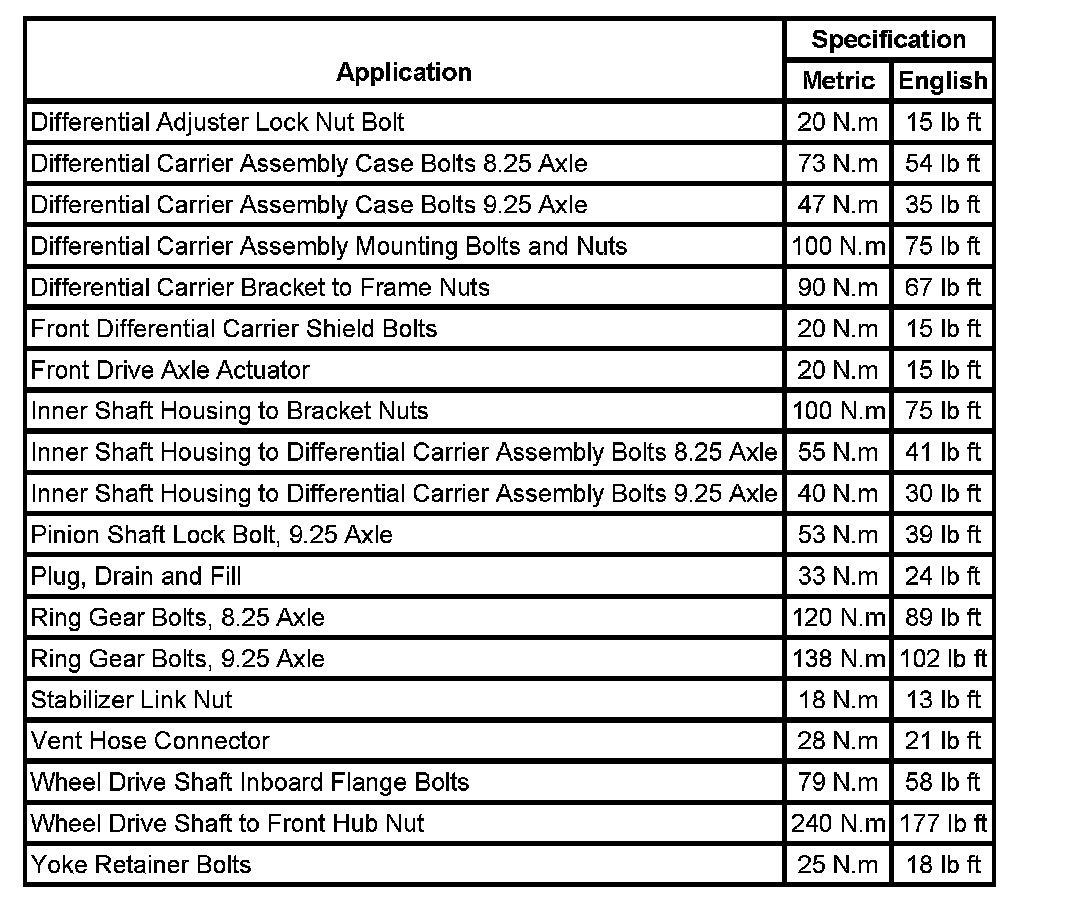 Specification
Application
Metric English
Differential Adjuster Lock Nut Bolt 20 N.m 15 lb ft
Differential Carrier Assembly Case Bolts 8.25 Axle 73 N.m 54 lb ft
Differential Carrier Assembly Case Bolts 9.25 Axle 47 N.m 35 lb ft
Differential Carrier Assembly Mounting Bolts and Nuts 100 N.m 75 lb ft
Differential Carrier Bracket to Frame Nuts 90 N.m 67 lb ft
Front Differential Carrier Shield Bolts 20 N.m 15 lb ft
Front Drive Axle Actuator 20 N.m 15 lb ft
Inner Shaft Housing to Bracket Nuts 100 N.m 75 lb ft
Inner Shaft Housing to Differential Carrier Assembly Bolts 8.25 Axle 55 N.m 41 lb ft
Inner Shaft Housing to Differential Carrier Assembly Bolts 9.25 Axle 40 N.m 30 lb ft
Pinion Shaft Lock Bolt, 9.25 Axle 53 N.m 39 lb ft
Plug, Drain and Fill 33 N.m 24 lb ft
Ring Gear Bolts, 8.25 Axle 120 N.m 89 lb ft
Ring Gear Bolts, 9.25 Axle 138 N.m 102 lb ft
Stabilizer Link Nut 18 N.m 13 lb ft
Vent Hose Connector 28 N.m 21 lb ft
Wheel Drive Shaft Inboard Flange Bolts 79 N.m 58 lb ft
Wheel Drive Shaft to Front Hub Nut 240 N.m 177 lb ft
Yoke Retainer Bolts 25 N.m 18 lb ft